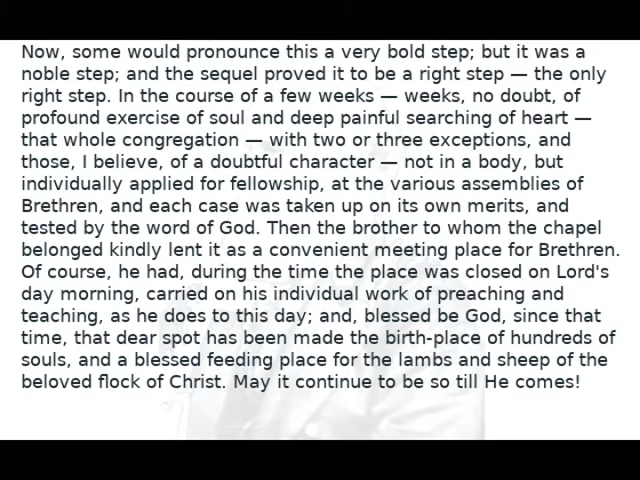 Now, some would pronounce this a very bold step; but it was a
noble step; and the sequel proved it to be a right step — the only
right step. In the course of a few weeks — weeks, no doubt, of
profound exercise of soul and deep painful searching of heart —
that whole congregation — with two or three exceptions, and
those, I believe, of a doubtful character — not in a body, but
individually applied for fellowship, at the various assemblies of
Brethren, and each case was taken up on its own merits, and
tested by the word of God. Then the brother to whom the chapel
belonged kindly lent it as a convenient meeting place for Brethren.
Of course, he had, during the time the place was closed on Lord's
day morning, carried on his individual work of preaching and
teaching, as he does to this day; and, blessed be God, since that
time, that dear spot has been made the birth-place of hundreds of
souls, and a blessed feeding place for the lambs and sheep of the
beloved flock of Christ. May it continue to be so till He comes!